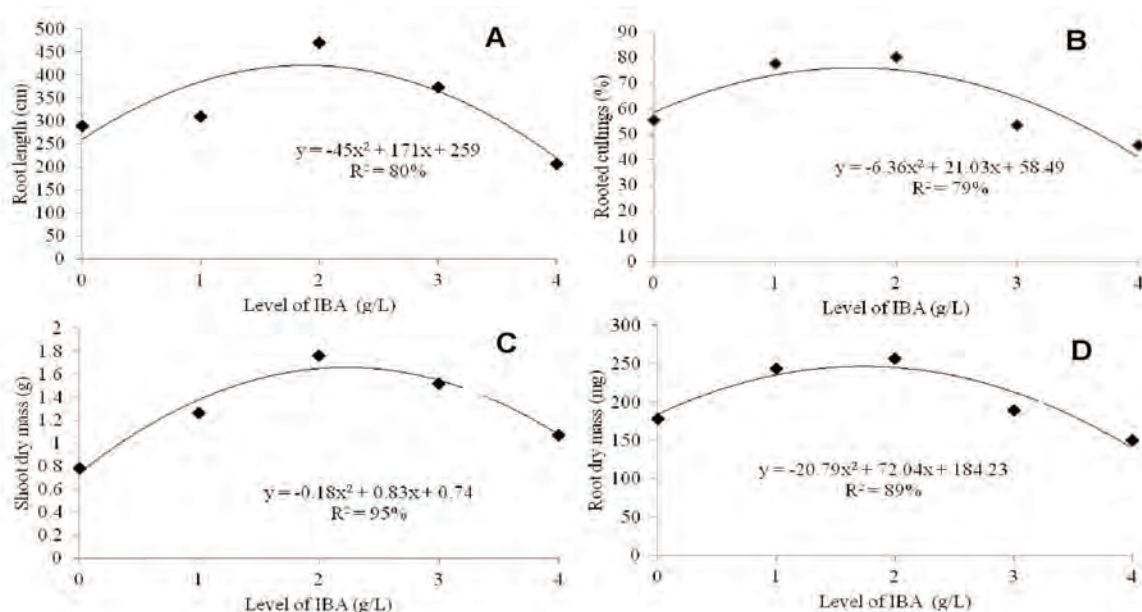 A
Root length (cm)
500
450
400
350
300
250
200
150
100
50
0
y = -45x² + 171x + 259
R² = 80%
0 1 2 3 4
Level of IBA (g/L)
B
Rooted cuttings (%)
90
80
70
60
50
40
30
20
10
0
y = -6.36x² + 21.03x + 58.49
R² = 79%
0 1 2 3 4
Level of IBA (g/L)
C
Shoot dry mass (g)
2
1.8
1.6
1.4
1.2
1
0.8
0.6
0.4
0.2
0
y = -0.18x² + 0.83x + 0.74
R² = 95%
0 1 2 3 4
Level of IBA (g/L)
D
Root dry mass (mg)
300
250
200
150
100
50
0
y = -20.79x² + 72.04x + 184.23
R² = 89%
0 1 2 3 4
Level of IBA (g/L)